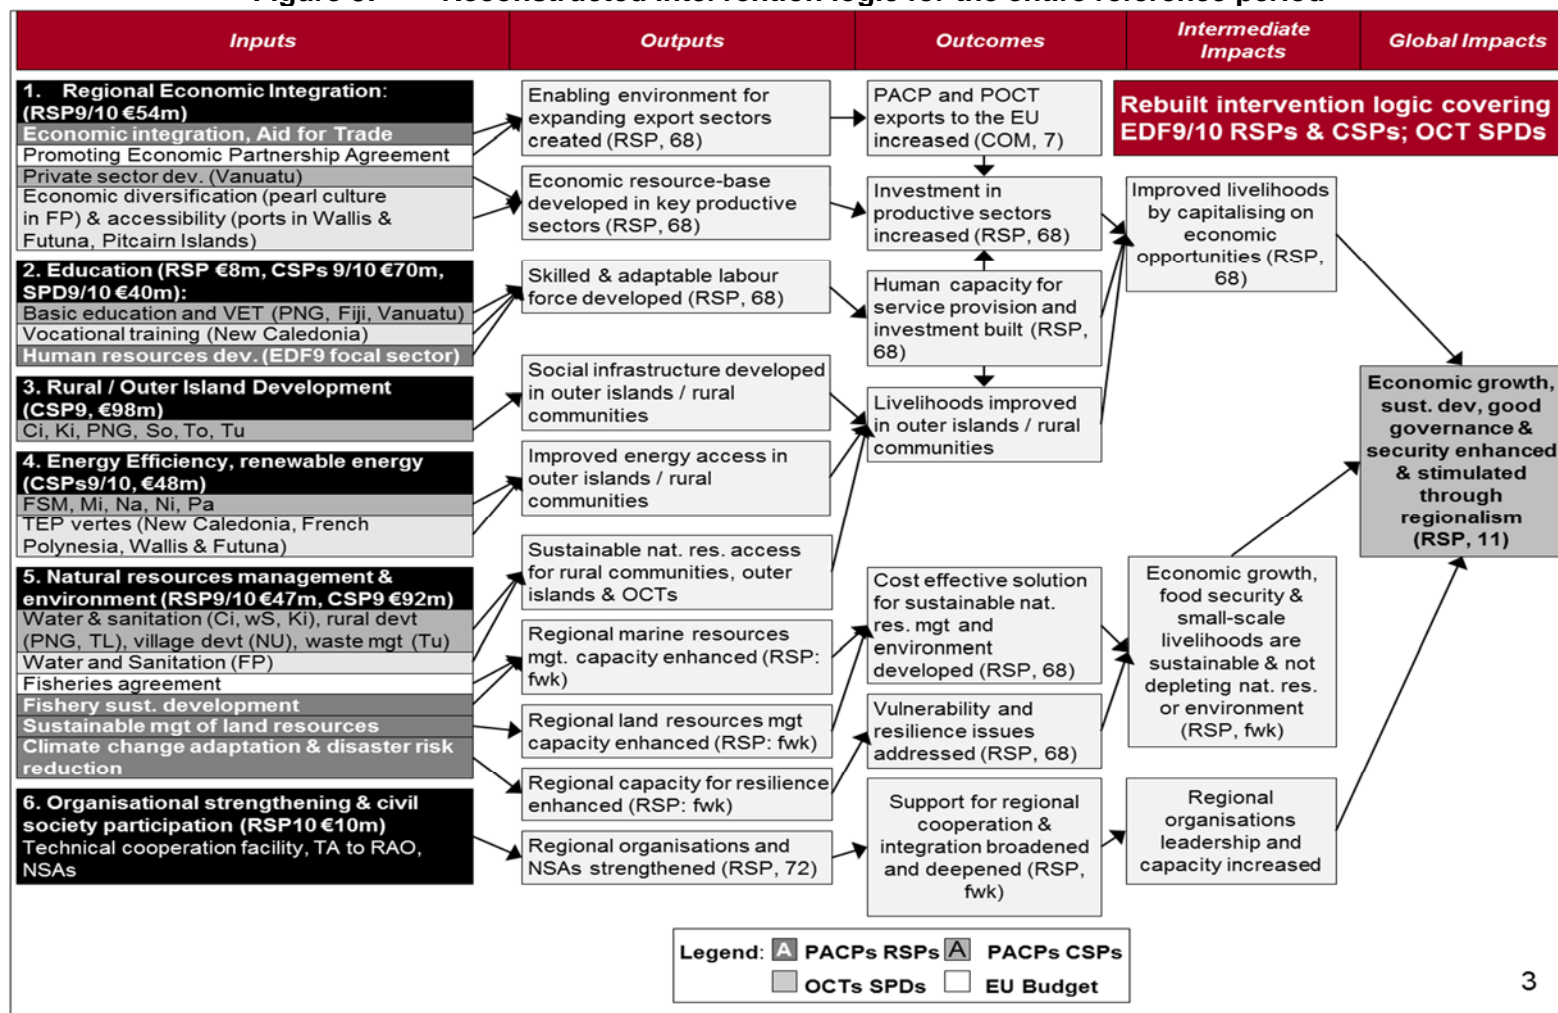 Figure 3. Reconstructed intervention logic for the entire reference period
Inputs
Outputs
Outcomes
Intermediate
Impacts
Global Impacts
1. Regional Economic Integration:
(RSP9/10 €54m)
Economic integration, Aid for Trade
Promoting Economic Partnership Agreement
Private sector dev. (Vanuatu)
Economic diversification (pearl culture
in FP) & accessibility (ports in Wallis &
Futuna, Pitcairn Islands)
2. Education (RSP €8m, CSPs 9/10 €70m,
SPD9/10 €40m):
Basic education and VET (PNG, Fiji, Vanuatu)
Vocational training (New Caledonia)
Human resources dev. (EDF9 focal sector)
3. Rural / Outer Island Development
(CSP9, €98m)
Ci, Ki, PNG, So, To, Tu
4. Energy Efficiency, renewable energy
(CSPs9/10, €48m)
FSM, Mi, Na, Ni, Pa
TEP vertes (New Caledonia, French
Polynesia, Wallis & Futuna)
5. Natural resources management &
environment (RSP9/10 €47m, CSP9 €92m)
Water & sanitation (Ci, wS, Ki), rural devt
(PNG, TL), village devt (NU), waste mgt (Tu)
Water and Sanitation (FP)
Fisheries agreement
Fishery sust. development
Sustainable mgt of land resources
Climate change adaptation & disaster risk
reduction
6. Organisational strengthening & civil
society participation (RSP10 €10m)
Technical cooperation facility, TA to RAO,
NSAs
Enabling environment for
expanding export sectors
created (RSP, 68)
Economic resource-base
developed in key productive
sectors (RSP, 68)
Skilled & adaptable labour
force developed (RSP, 68)
Social infrastructure developed
in outer islands / rural
communities
Improved energy access in
outer islands / rural
communities
Sustainable nat. res. access
for rural communities, outer
islands & OCTs
Regional marine resources
mgt. capacity enhanced (RSP:
fwk)
Regional land resources mgt
capacity enhanced (RSP: fwk)
Regional capacity for resilience
enhanced (RSP: fwk)
Regional organisations and
NSAs strengthened (RSP, 72)
PACP and POCT
exports to the EU
increased (COM, 7)
Investment in
productive sectors
increased (RSP, 68)
Human capacity for
service provision and
investment built (RSP,
68)
Livelihoods improved
in outer islands / rural
communities
Cost effective solution
for sustainable nat.
res. mgt and
environment
developed (RSP, 68)
Vulnerability and
resilience issues
addressed (RSP, 68)
Support for regional
cooperation &
integration broadened
and deepened (RSP,
fwk)
Rebuilt intervention logic covering
EDF9/10 RSPs & CSPs; OCT SPDs
Improved livelihoods
by capitalising on
economic
opportunities (RSP,
68)
Economic growth,
food security &
small-scale
livelihoods are
sustainable & not
depleting nat. res.
or environment
(RSP, fwk)
Regional
organisations
leadership and
capacity increased
Economic growth,
sust. dev, good
governance &
security enhanced
& stimulated
through
regionalism
(RSP, 11)
Legend: A PACPs RSPs A PACPs CSPs
OCTs SPDs EU Budget
3